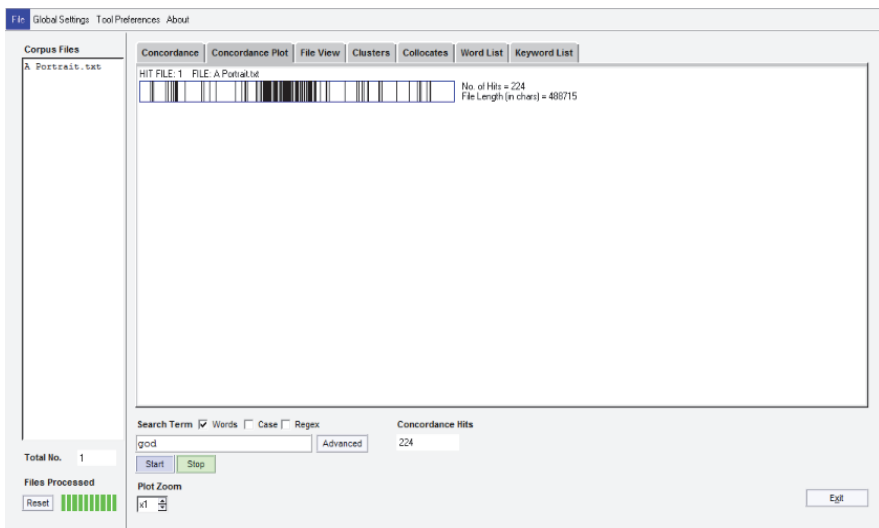 File Global Settings Tool Preferences About
Corpus Files
A Portrait.txt
Concordance Concordance Plot File View Clusters Collocates Word List Keyword List
HIT FILE: 1 FILE: A Portrait.txt
No. of Hits = 224
File Length (in chars) = 488715
Search Term Words Case Regex
Concordance Hits
god
Advanced
224
Total No. 1
Start Stop
Files Processed
Plot Zoom
Reset
x1
Exit